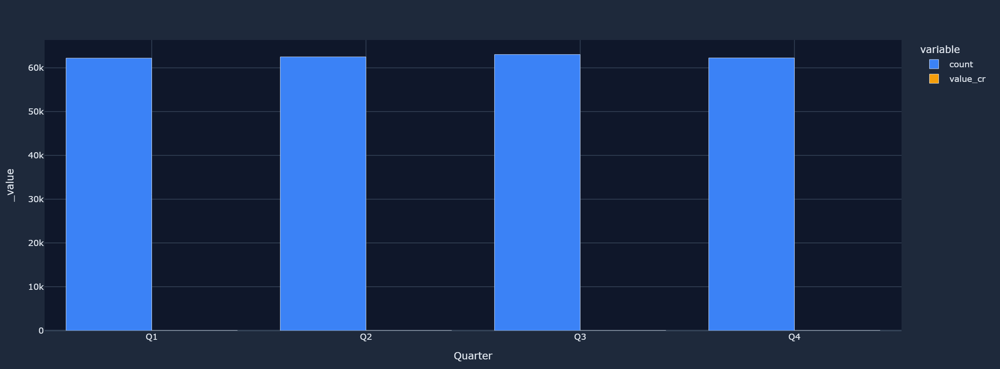 variable
count
value_cr
60k
50k
40k
30k
20k
10k
0
_value
Q1
Q2
Q3
Q4
Quarter